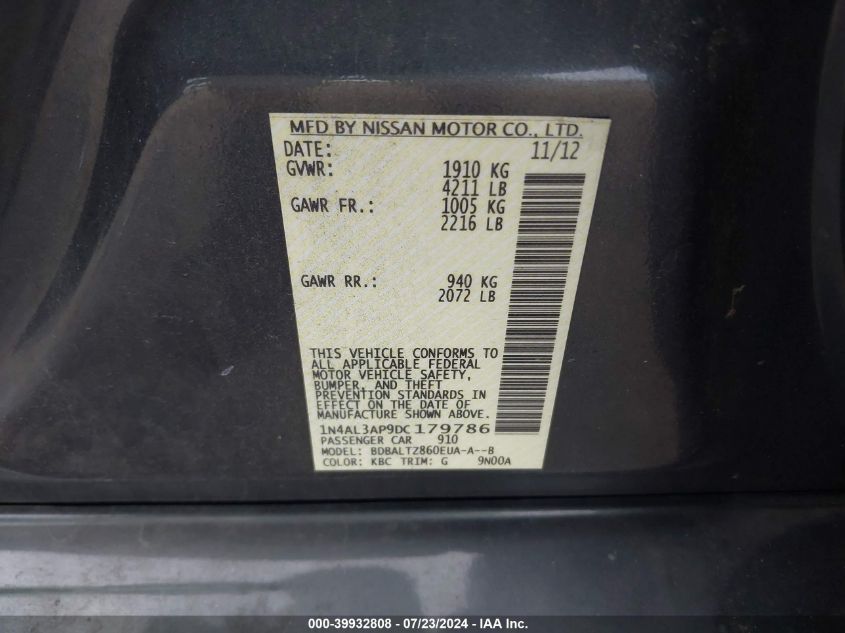 MFD BY NISSAN MOTOR CO., LTD.
DATE: 11/12
GVWR: 1910 KG
4211 LB
GAWR FR.: 1005 KG
2216 LB
GAWR RR.: 940 KG
2072 LB
THIS VEHICLE CONFORMS TO
ALL APPLICABLE FEDERAL
MOTOR VEHICLE SAFETY,
BUMPER, AND THEFT
PREVENTION STANDARDS IN
EFFECT ON THE DATE OF
MANUFACTURE SHOWN ABOVE.
1N4AL3AP9DC179786
PASSENGER CAR 910
MODEL: BDBALTZ860EUA-A--B
COLOR: KBC TRIM: G 9N00A
000-39932808 - 07/23/2024 - IAA Inc.